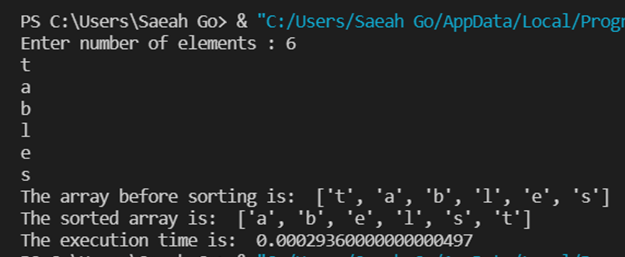 PS C:\Users\Saeah Go> & "C:/Users/Saeah Go/AppData/Local/Progr
Enter number of elements : 6
t
a
b
l
e
s
The array before sorting is:  ['t', 'a', 'b', 'l', 'e', 's']
The sorted array is:  ['a', 'b', 'e', 'l', 's', 't']
The execution time is:  0.00029360000000000497